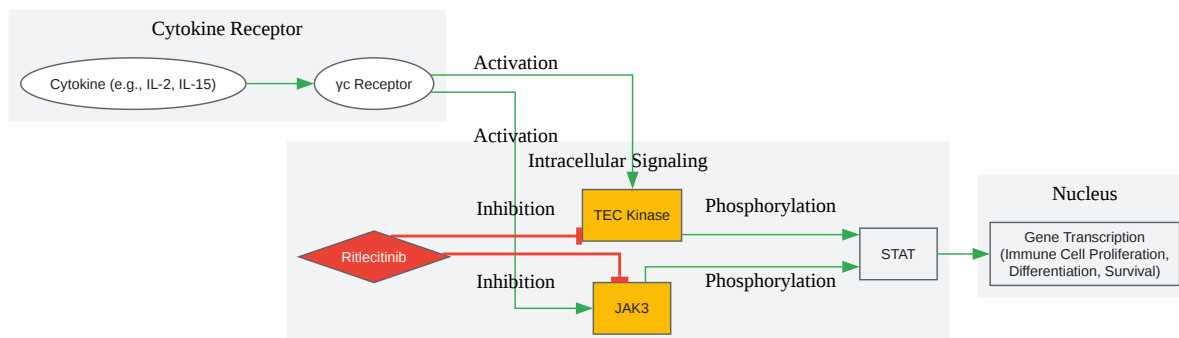 Cytokine Receptor
Cytokine (e.g., IL-2, IL-15)
γc Receptor
Activation
Activation
Intracellular Signaling
Inhibition
TEC Kinase
Phosphorylation
Ritlecitinib
STAT
Inhibition
Phosphorylation
JAK3
Nucleus
Gene Transcription
(Immune Cell Proliferation,
Differentiation, Survival)